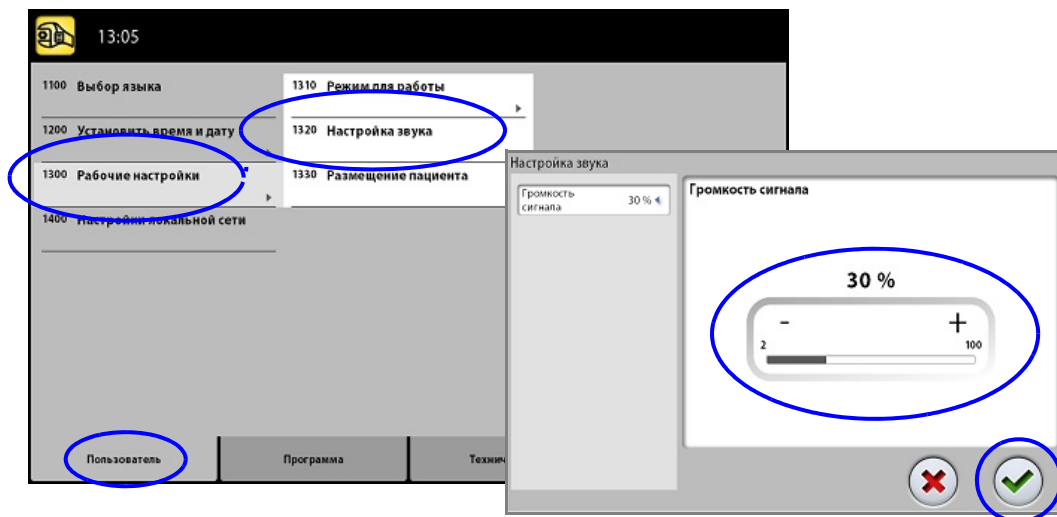 13:05
1100 Выбор языка
1200 Установить время и дату
1300 Рабочие настройки
1400 Настройки локальной сети
1310 Режим для работы
1320 Настройка звука
1330 Размещение пациента
Пользователь
Программа
Настройка звука
Громкость
сигнала
30 %
Громкость сигнала
30 %
- +
2 100